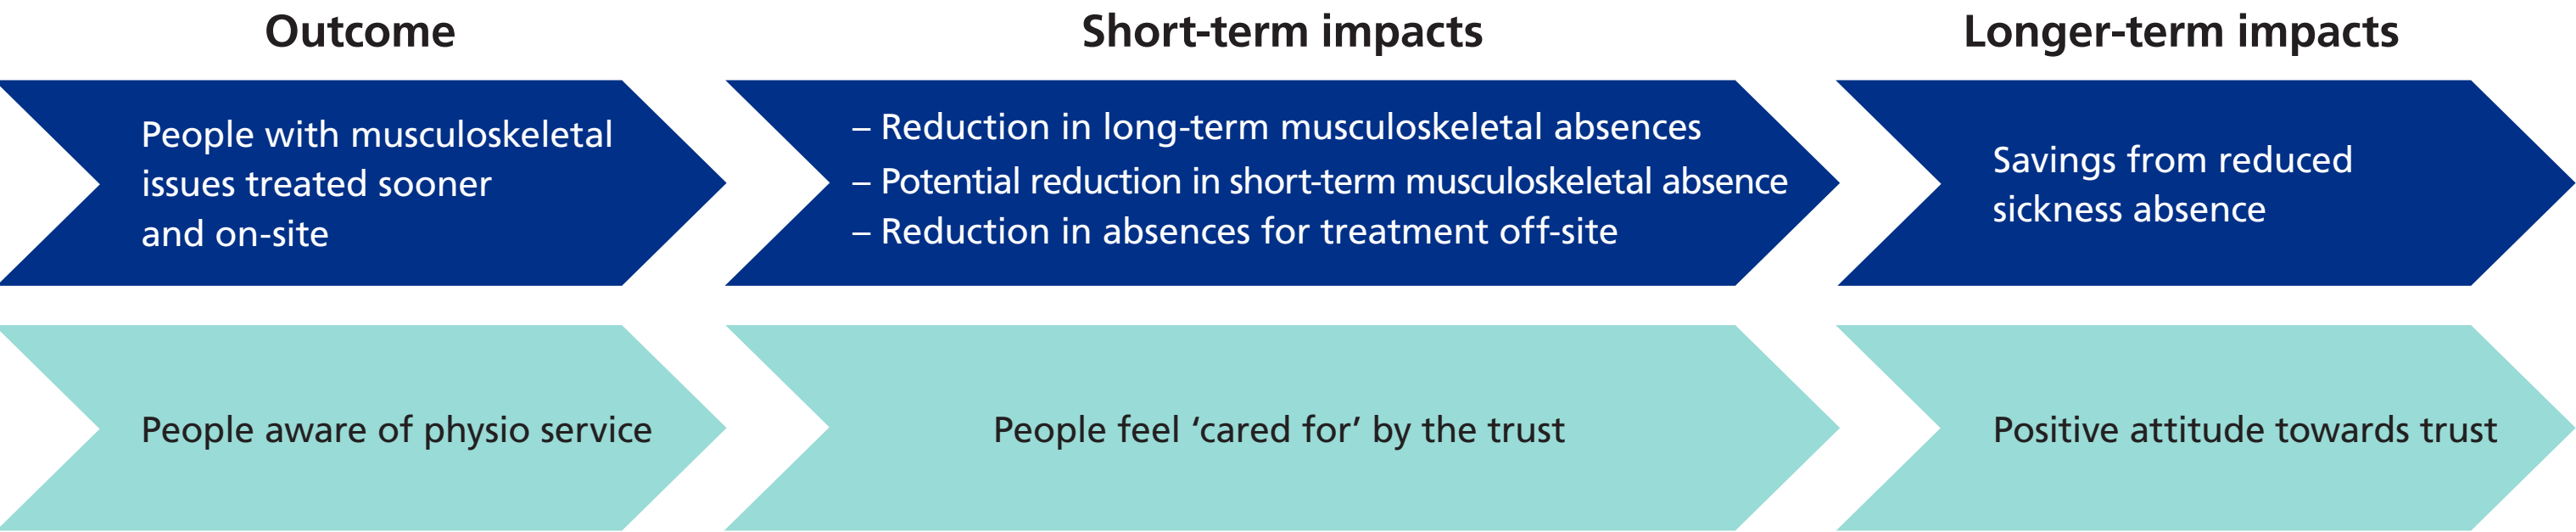 Outcome
Short-term impacts
Longer-term impacts
People with musculoskeletal
issues treated sooner
and on-site
– Reduction in long-term musculoskeletal absences
– Potential reduction in short-term musculoskeletal absence
– Reduction in absences for treatment off-site
Savings from reduced
sickness absence
People aware of physio service
People feel ‘cared for’ by the trust
Positive attitude towards trust